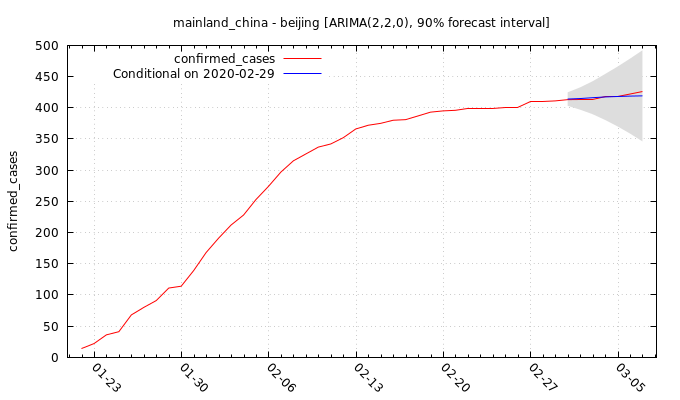 mainland_china - beijing [ARIMA(2,2,0), 90% forecast interval]
confirmed_cases
Conditional on 2020-02-29
500
450
400
350
300
250
200
150
100
50
0
confirmed_cases
01-23 01-30 02-06 02-13 02-20 02-27 03-05